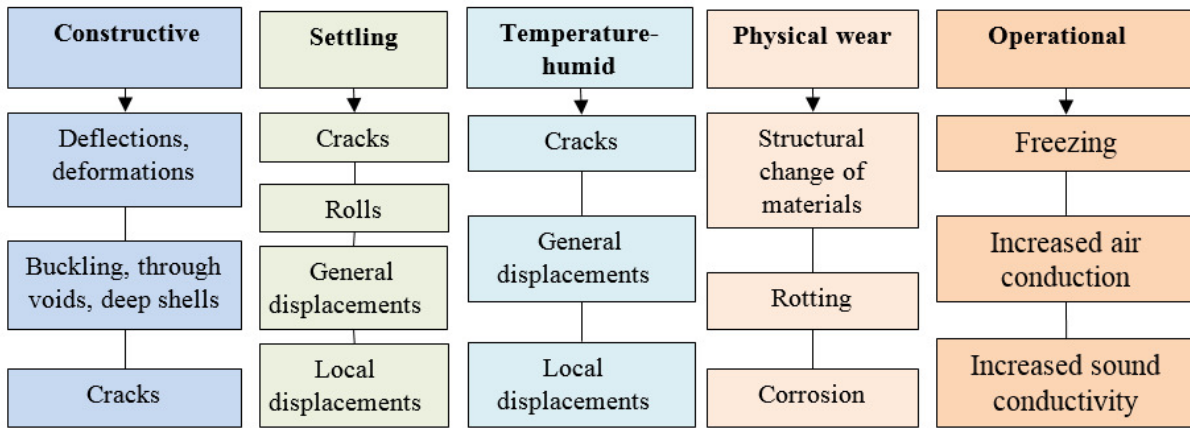 Constructive
Deflections,
deformations
Buckling, through
voids, deep shells
Cracks
Settling
Cracks
Rolls
General
displacements
Local
displacements
Temperature-
humid
Cracks
General
displacements
Local
displacements
Physical wear
Structural
change of
materials
Rotting
Corrosion
Operational
Freezing
Increased air
conduction
Increased sound
conductivity